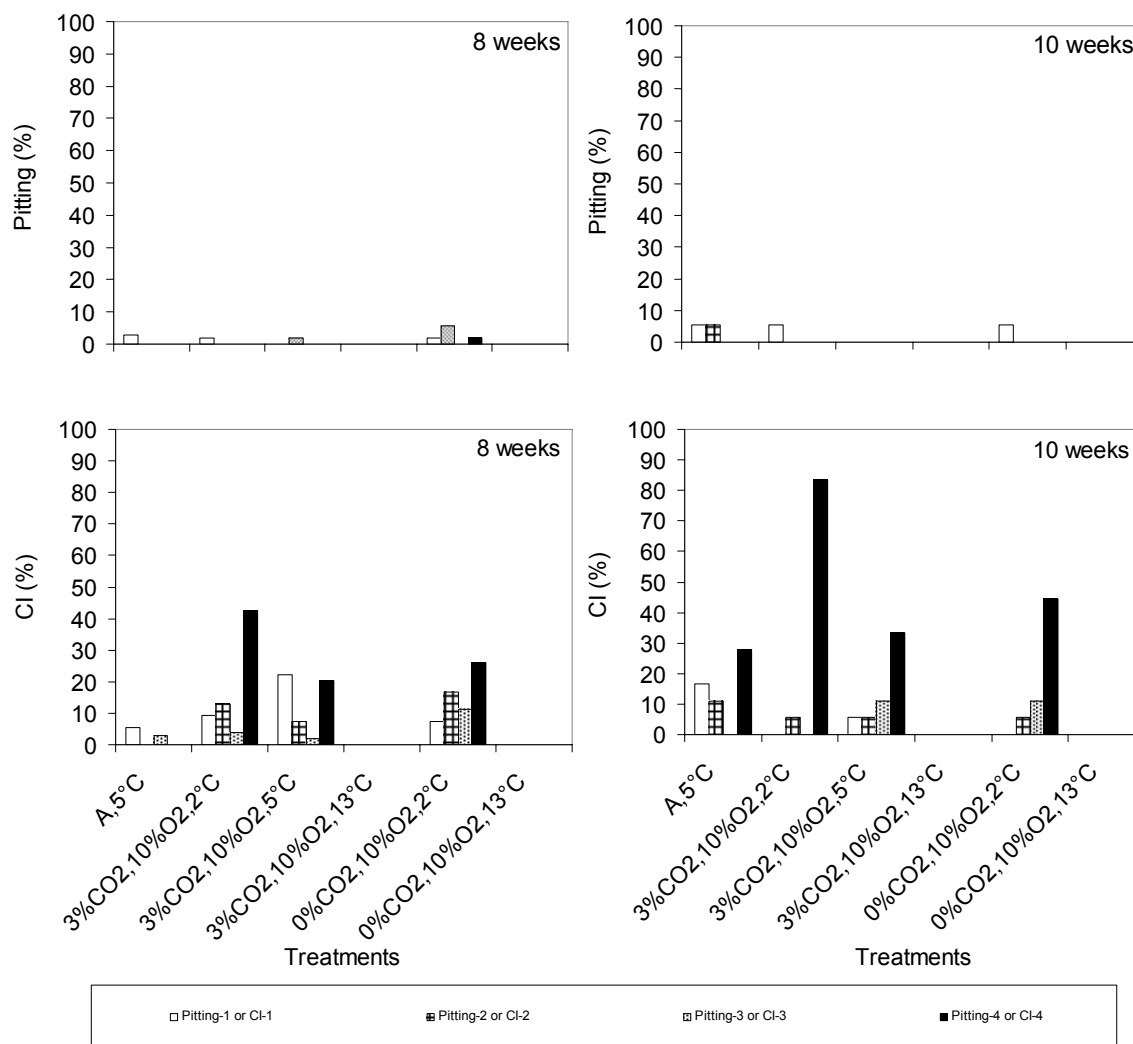 8 weeks
Pitting (%)
100
90
80
70
60
50
40
30
20
10
0
10 weeks
Pitting (%)
100
90
80
70
60
50
40
30
20
10
0
8 weeks
CI (%)
100
90
80
70
60
50
40
30
20
10
0
A,5°C
3%CO2,10%O2,2°C
3%CO2,10%O2,5°C
3%CO2,10%O2,13°C
0%CO2,10%O2,2°C
0%CO2,10%O2,13°C
Treatments
10 weeks
CI (%)
100
90
80
70
60
50
40
30
20
10
0
A,5°C
3%CO2,10%O2,2°C
3%CO2,10%O2,5°C
3%CO2,10%O2,13°C
0%CO2,10%O2,2°C
0%CO2,10%O2,13°C
Treatments
Pitting-1 or CI-1
Pitting-2 or CI-2
Pitting-3 or CI-3
Pitting-4 or CI-4